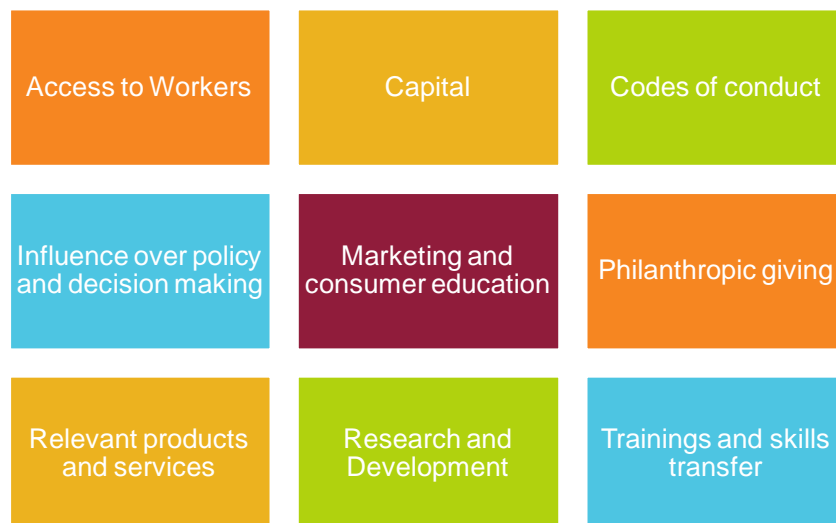 Access to Workers
Capital
Codes of conduct
Influence over policy
and decision making
Marketing and
consumer education
Philanthropic giving
Relevant products
and services
Research and
Development
Trainings and skills
transfer